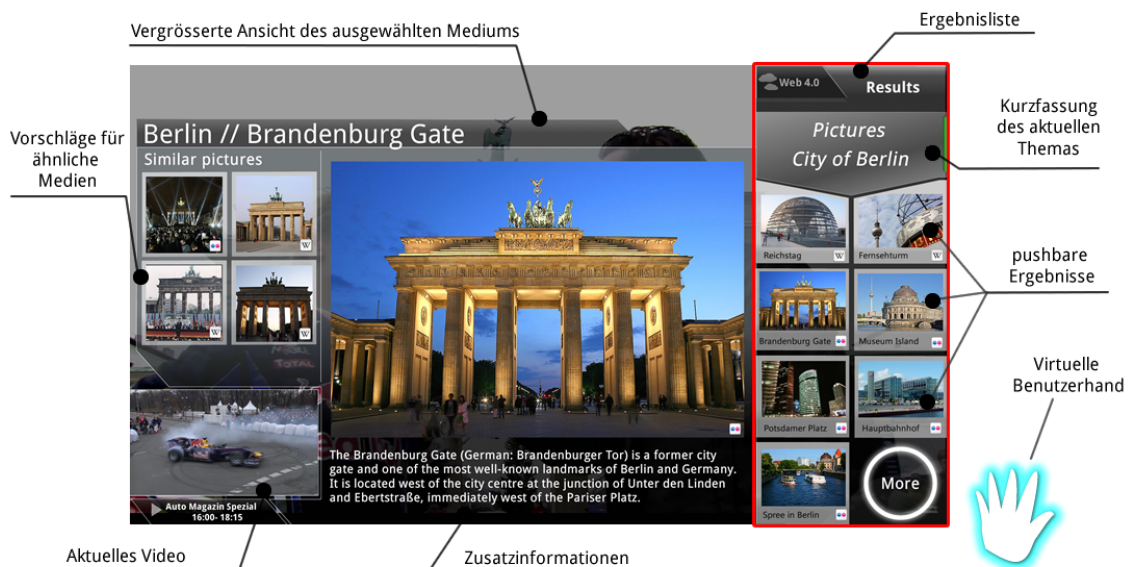 Vergrösserte Ansicht des ausgewählten Mediums
Ergebnisliste
Vorschläge für
ähnliche
Medien
Berlin // Brandenburg Gate
Similar pictures
W
W
W
Web 4.0
Results
Pictures
City of Berlin
Reichstag
W
Fernsehturm
W
Brandenburg Gate
Museum Island
Potsdamer Platz
Hauptbahnhof
Spree in Berlin
More
Kurzfassung
des aktuellen
Themas
pushbare
Ergebnisse
Virtuelle
Benutzerhand
TOTAL
The Brandenburg Gate (German: Brandenburger Tor) is a former city
gate and one of the most well-known landmarks of Berlin and Germany.
It is located west of the city centre at the junction of Unter den Linden
and Ebertstraße, immediately west of the Pariser Platz.
Auto Magazin Spezial
16:00- 18:15
Aktuelles Video
Zusatzinformationen